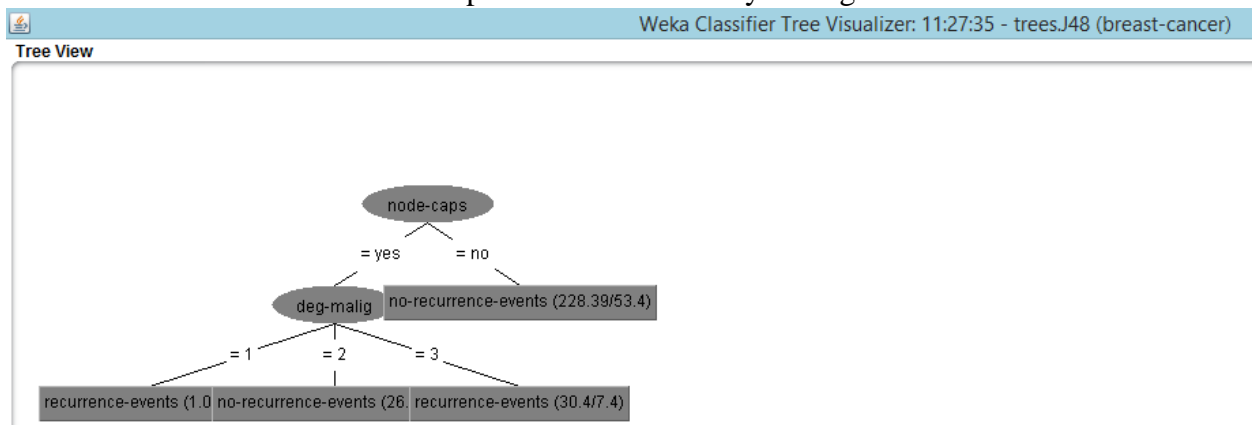 Weka Classifier Tree Visualizer: 11:27:35 - trees.J48 (breast-cancer)
Tree View
node-caps
= yes = no
deg-malig no-recurrence-events (228.39/53.4)
= 1 = 2 = 3
recurrence-events (1.0 no-recurrence-events (26. recurrence-events (30.4/7.4)